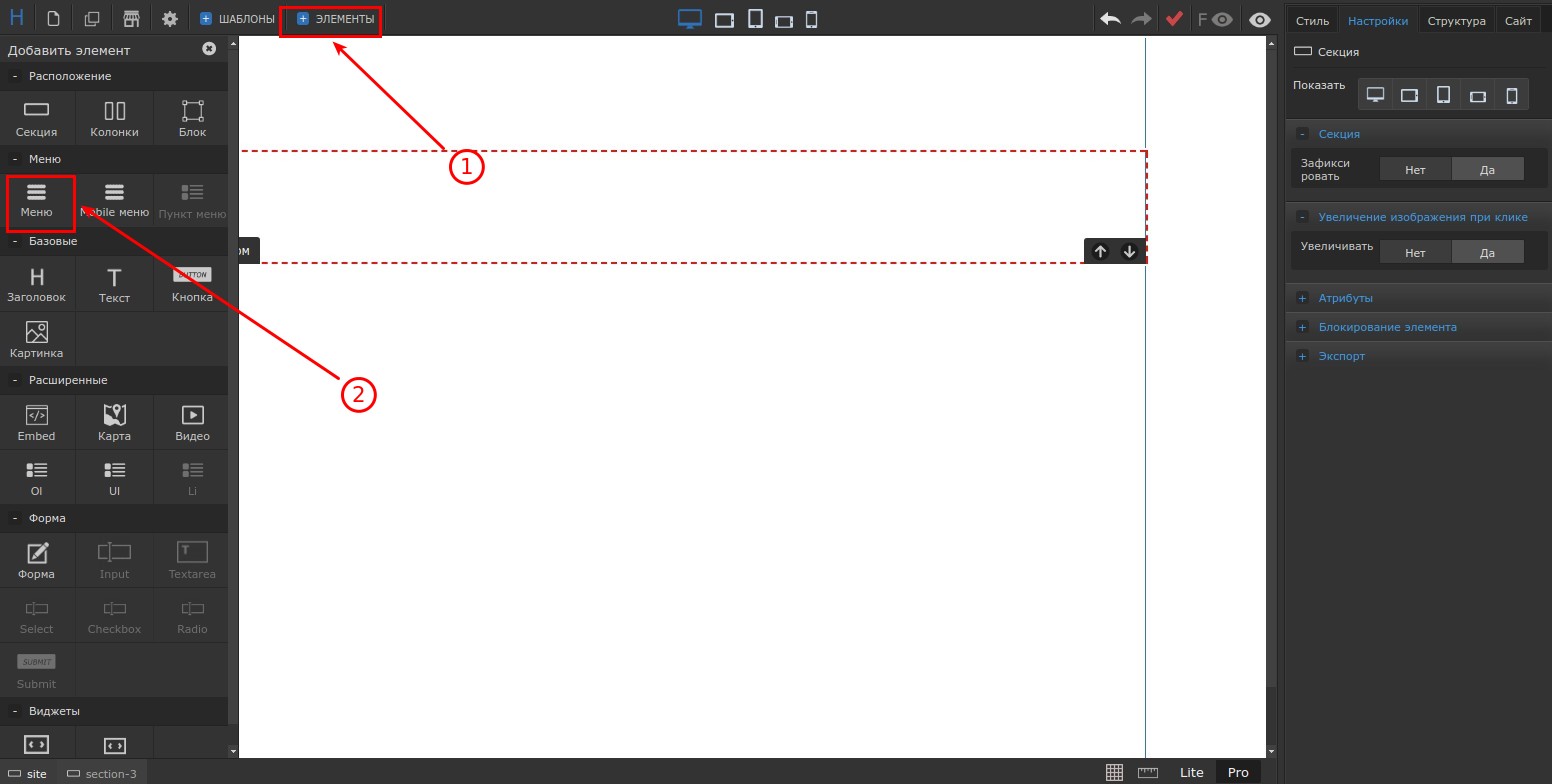 H
ШАБЛОНЫ
ЭЛЕМЕНТЫ
F
Стиль
Настройки
Структура
Сайт
Добавить элемент
- Расположение
Секция
Колонки
Блок
- Меню
Меню
Mobile меню
Пункт меню
- Базовые
H
Заголовок
T
Текст
BUTTON
Кнопка
Картинка
- Расширенные
Embed
Карта
Видео
Ol
Ul
Li
- Форма
Форма
Input
T
Textarea
Select
Checkbox
Radio
SUBMIT
Submit
- Виджеты
1
2
ом
Секция
Показать
- Секция
Зафикси
ровать
Нет
Да
- Увеличение изображения при клике
Увеличивать
Нет
Да
+ Атрибуты
+ Блокирование элемента
+ Экспорт
site
section-3
Lite
Pro